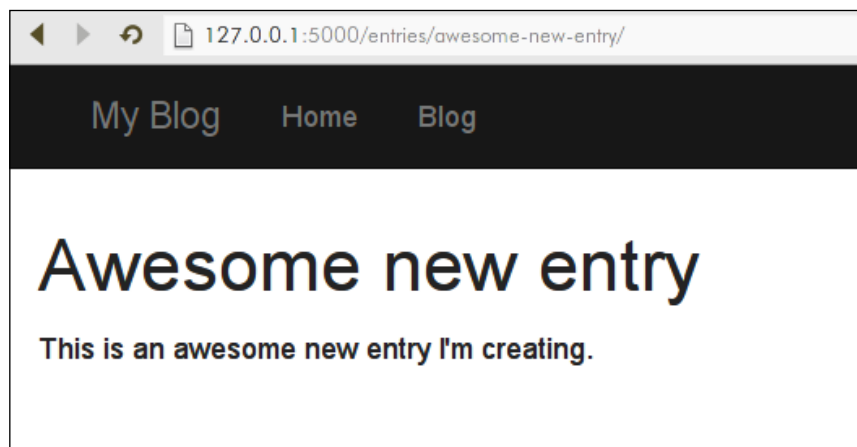 127.0.0.1:5000/entries/awesome-new-entry/
My Blog Home Blog
Awesome new entry
This is an awesome new entry I'm creating.